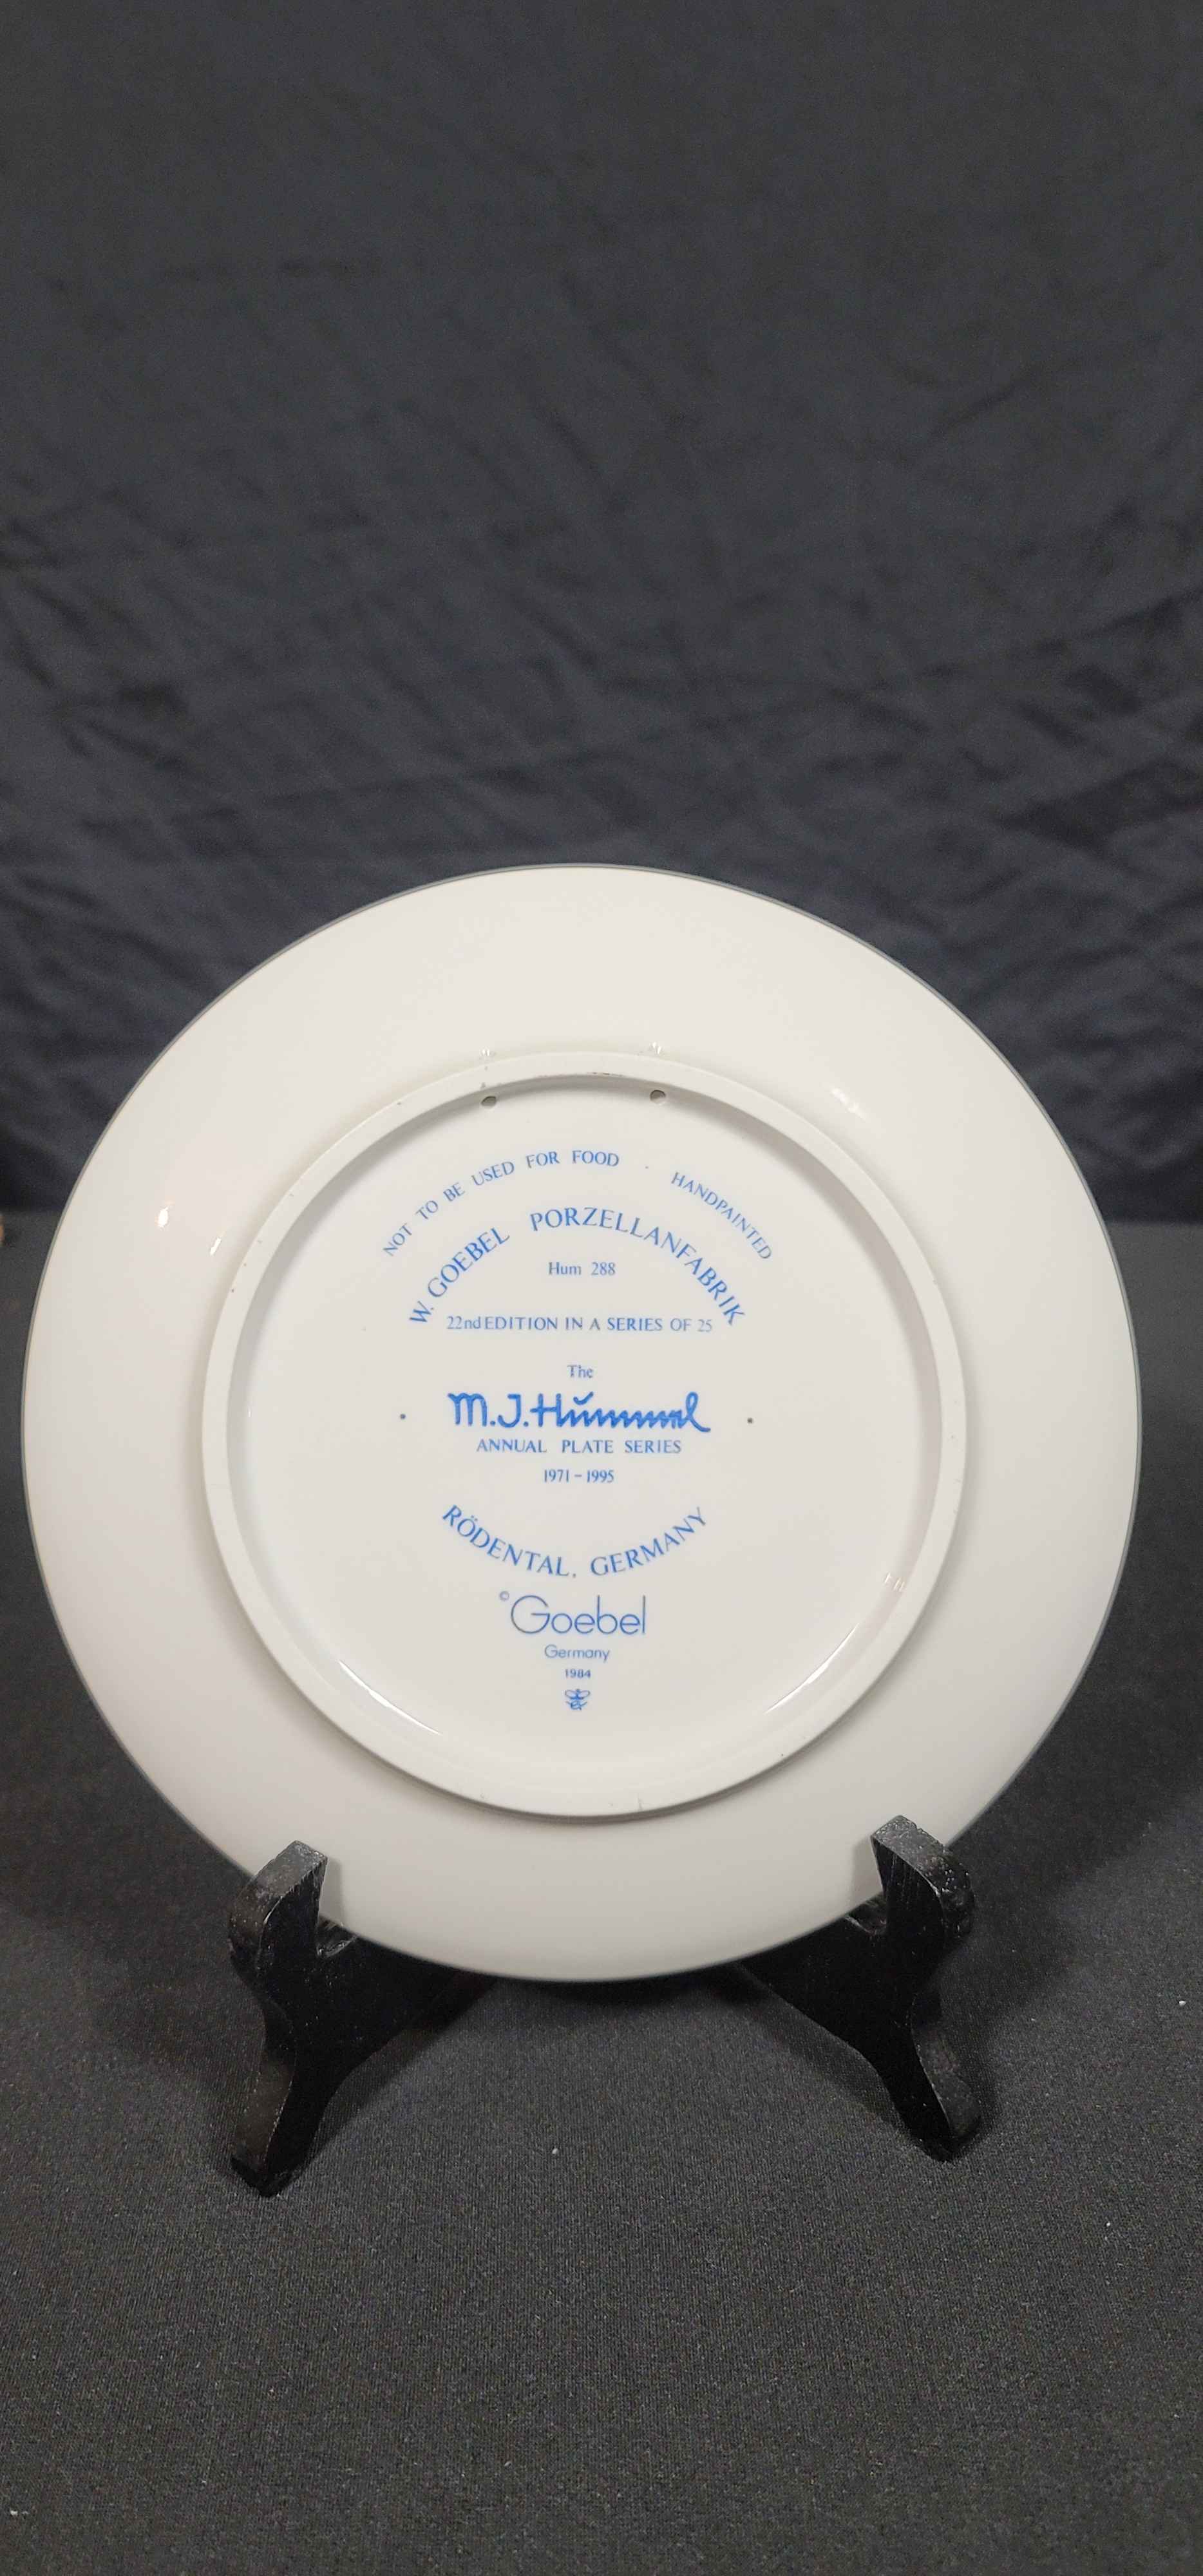 NOT TO BE USED FOR FOOD · HANDPAINTED
W. GOEBEL PORZELLANFABRIK
Hum 288
22nd EDITION IN A SERIES OF 25
The
M.J.Hummel
ANNUAL PLATE SERIES
1971 – 1995
RÖDENTAL, GERMANY
© Goebel
Germany
1984